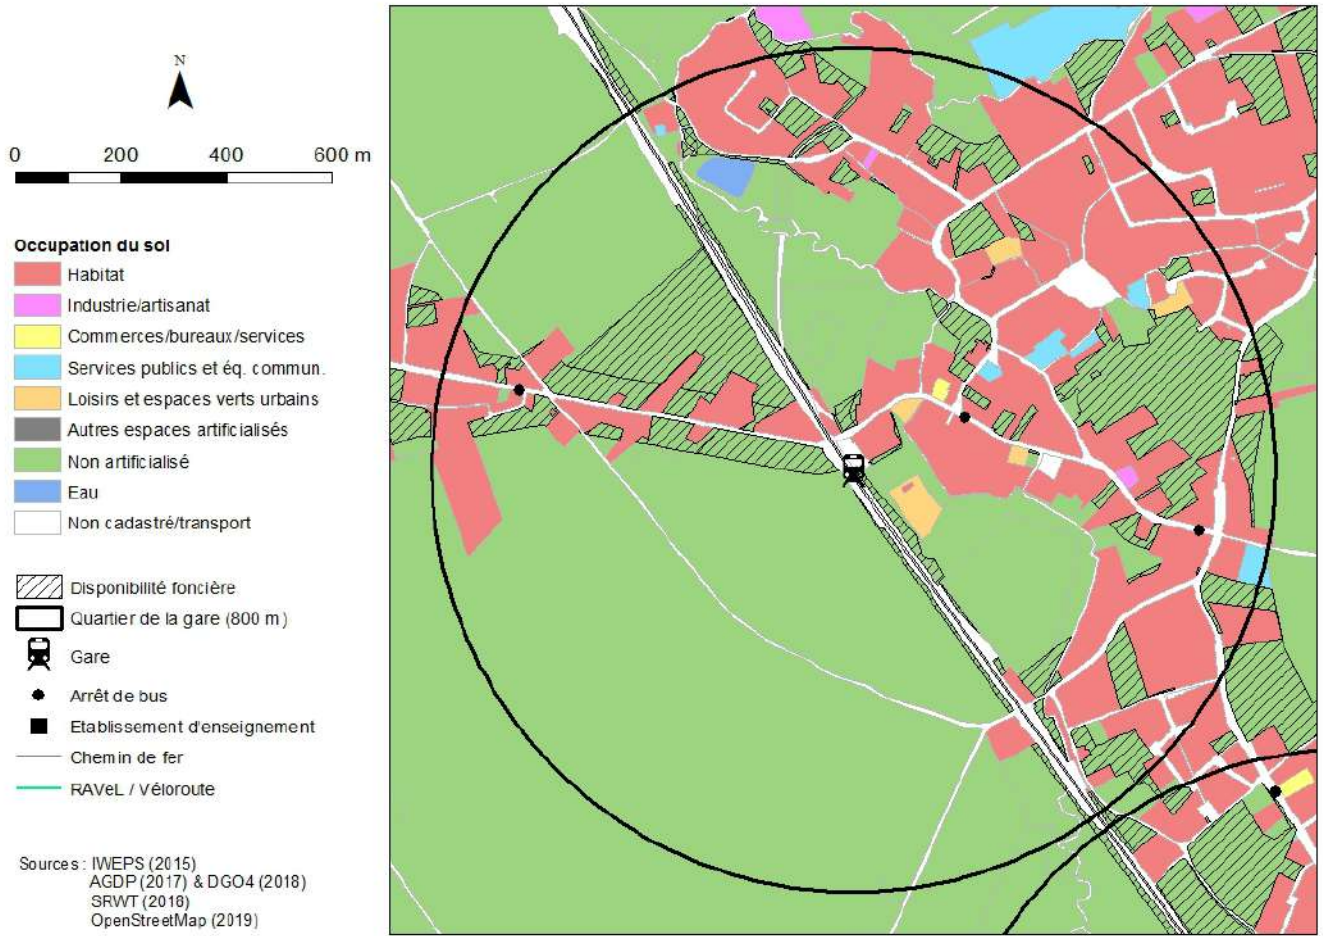 N
0 200 400 600 m
Occupation du sol
Habitat
Industrie/artisanat
Commerces/bureaux/services
Services publics et éq. commun.
Loisirs et espaces verts urbains
Autres espaces artificialisés
Non artificialisé
Eau
Non cadastré/transport
Disponibilité foncière
Quartier de la gare (800 m)
Gare
Arrêt de bus
Etablissement d'enseignement
Chemin de fer
RAVeL / Véloroute
Sources : IWEPS (2015)
AGDP (2017) & DGO4 (2018)
SRWT (2018)
OpenStreetMap (2019)